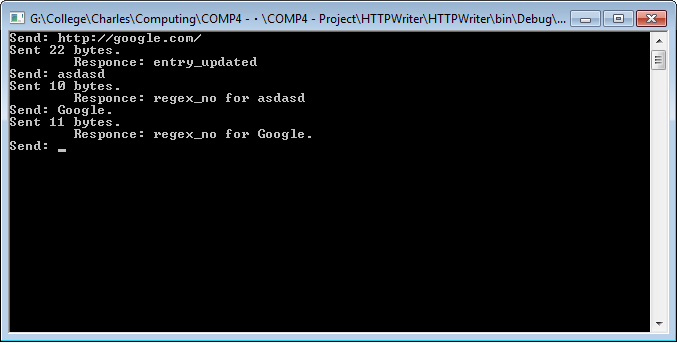 G:\College\Charles\Computing\COMP4 - · \COMP4 - Project\HTTPWriter\HTTPWriter\bin\Debug\...
Send: http://google.com/
Sent 22 bytes.
Responce: entry_updated
Send: asdasd
Sent 10 bytes.
Responce: regex_no for asdasd
Send: Google.
Sent 11 bytes.
Responce: regex_no for Google.
Send: _